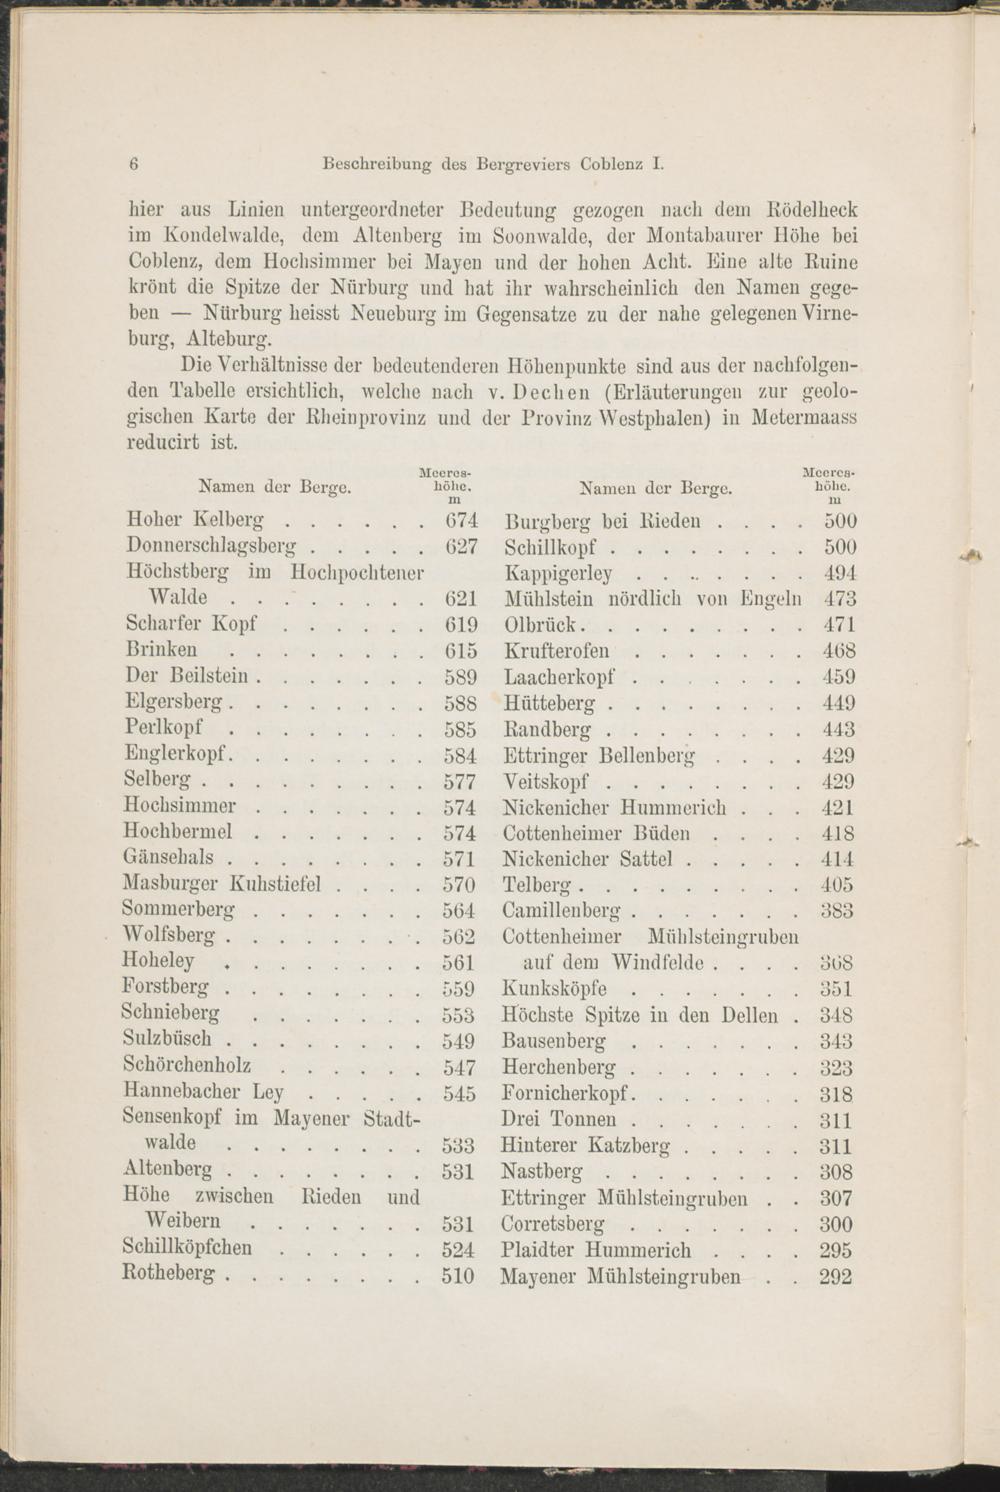 6 Beschreibung des Bergreviers Coblenz I.
hier aus Linien untergeordneter Bedeutung gezogen nach dem Rödelheck
im Kondelwalde, dem Altenberg im Soonwalde, der Montabaurer Höhe bei
Coblenz, dem Hochsimmer bei Mayen und der hohen Acht. Eine alte Ruine
krönt die Spitze der Nürburg und hat ihr wahrscheinlich den Namen gege-
ben — Nürburg heisst Neueburg im Gegensatze zu der nahe gelegenen Virne-
burg, Alteburg.
Die Verhältnisse der bedeutenderen Höhenpunkte sind aus der nachfolgen-
den Tabelle ersichtlich, welche nach v. Dechen (Erläuterungen zur geolo-
gischen Karte der Rheinprovinz und der Provinz Westphalen) in Metermaass
reducirt ist.
Namen der Berge. Meeres-
höhe.
m
Hoher Kelberg . . . . . . 674
Donnerschlagsberg . . . . . 627
Höchstberg im Hochpochtener
Walde . . . . . . . . 621
Scharfer Kopf . . . . . . 619
Brinken . . . . . . . . 615
Der Beilstein . . . . . . . 589
Elgersberg . . . . . . . . 588
Perlkopf . . . . . . . . 585
Englerkopf. . . . . . . . 584
Selberg . . . . . . . . . 577
Hochsimmer . . . . . . . 574
Hochbermel . . . . . . . 574
Gänsehals . . . . . . . . 571
Masburger Kuhstiefel . . . . 570
Sommerberg . . . . . . . 564
Wolfsberg . . . . . . . . 562
Hoheley . . . . . . . . 561
Forstberg . . . . . . . . 559
Schnieberg . . . . . . . 553
Sulzbüsch . . . . . . . . 549
Schörchenholz . . . . . . 547
Hannebacher Ley . . . . . 545
Sensenkopf im Mayener Stadt-
walde . . . . . . . . 533
Altenberg . . . . . . . . 531
Höhe zwischen Rieden und
Weibern . . . . . . . 531
Schillköpfchen . . . . . . 524
Rotheberg . . . . . . . . 510
Namen der Berge. Meeres-
höhe.
m
Burgberg bei Rieden . . . . 500
Schillkopf . . . . . . . . 500
Kappigerley . . . . . . . 494
Mühlstein nördlich von Engeln 473
Olbrück. . . . . . . . . 471
Krufterofen . . . . . . . 468
Laacherkopf . . . . . . . 459
Hütteberg . . . . . . . . 449
Randberg . . . . . . . . 443
Ettringer Bellenberg . . . . 429
Veitskopf . . . . . . . . 429
Nickenicher Hummerich . . . 421
Cottenheimer Büden . . . . 418
Nickenicher Sattel . . . . . 414
Telberg . . . . . . . . . 405
Camillenberg . . . . . . . 383
Cottenheimer Mühlsteingruben
auf dem Windfelde . . . . 368
Kunksköpfe . . . . . . . 351
Höchste Spitze in den Dellen . 348
Bausenberg . . . . . . . 343
Herchenberg . . . . . . . 323
Fornicherkopf. . . . . . . 318
Drei Tonnen . . . . . . . 311
Hinterer Katzberg . . . . . 311
Nastberg . . . . . . . . 308
Ettringer Mühlsteingruben . . 307
Corretsberg . . . . . . . 300
Plaidter Hummerich . . . . 295
Mayener Mühlsteingruben . . 292